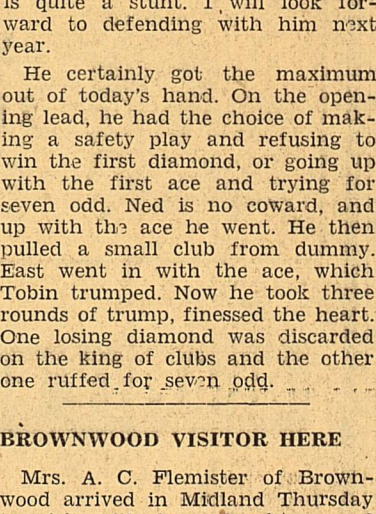 is quite a stunt. I will look for-
ward to defending with him next
year.
He certainly got the maximum
out of today's hand. On the open-
ing lead, he had the choice of mak-
ing a safety play and refusing to
win the first diamond, or going up
with the first ace and trying for
seven odd. Ned is no coward, and
up with the ace he went. He then
pulled a small club from dummy.
East went in with the ace, which
Tobin trumped. Now he took three
rounds of trump, finessed the heart.
One losing diamond was discarded
on the king of clubs and the other
one ruffed for seven odd.
BROWNWOOD VISITOR HERE
Mrs. A. C. Flemister of Brown-
wood arrived in Midland Thursday